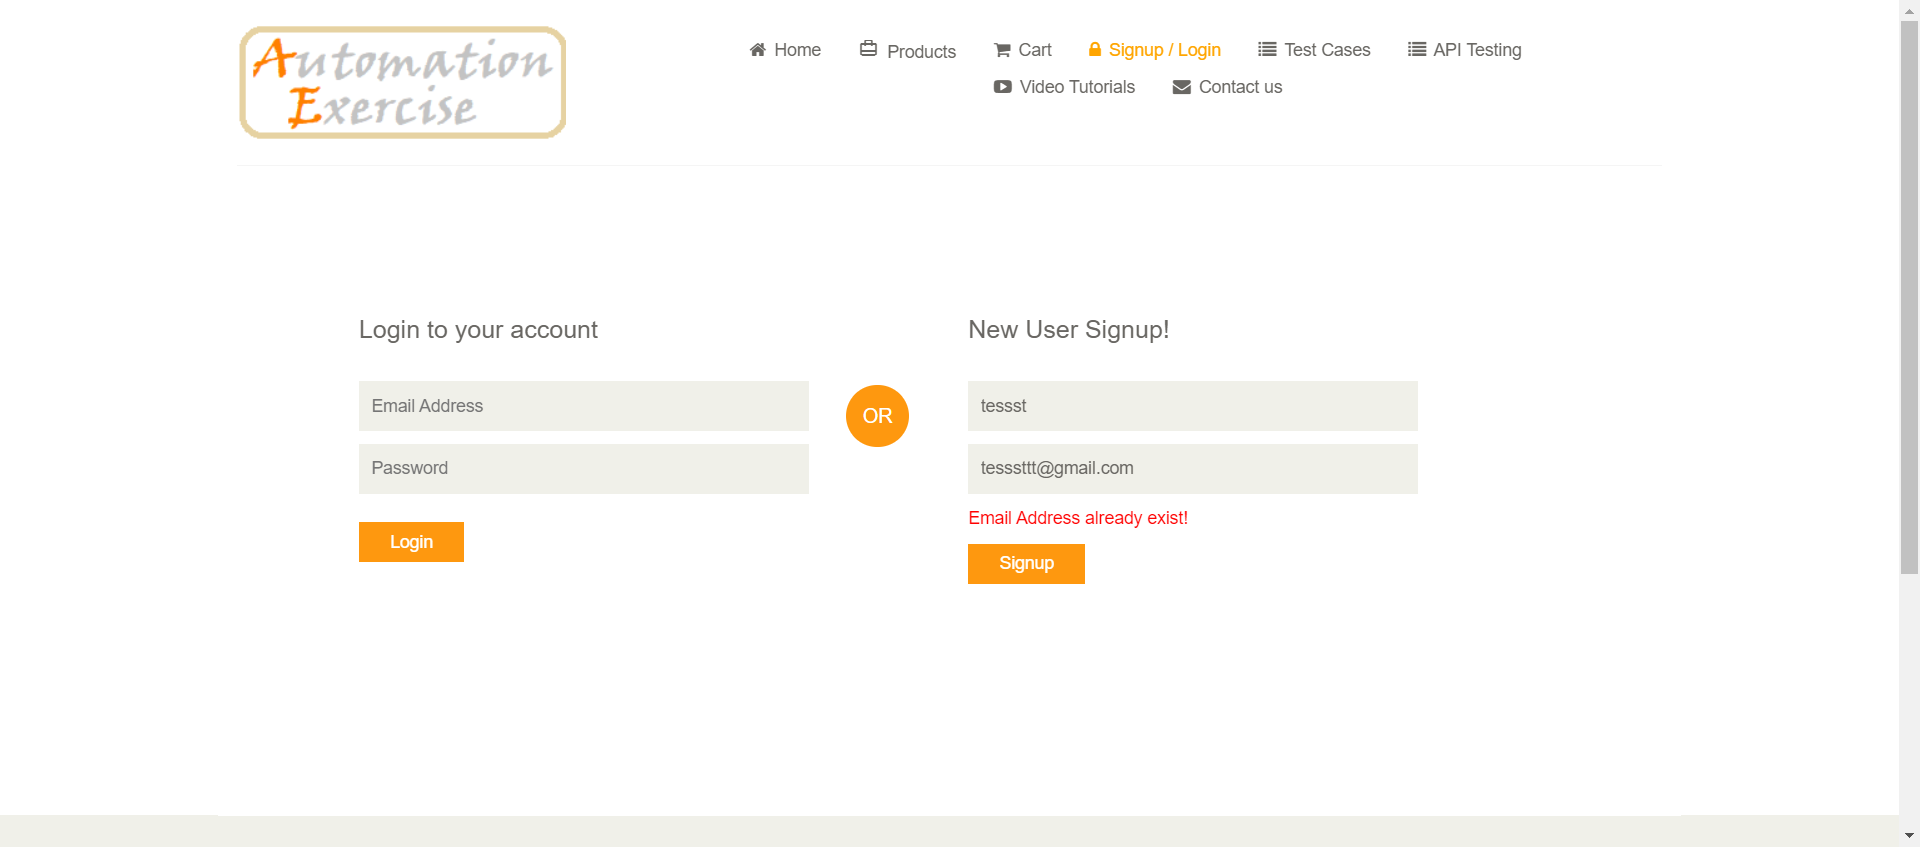 Automation
Exercise
Home Products Cart Signup / Login Test Cases API Testing
Video Tutorials Contact us
Login to your account
Email Address
Password
Login
OR
New User Signup!
tessst
tesssttt@gmail.com
Email Address already exist!
Signup